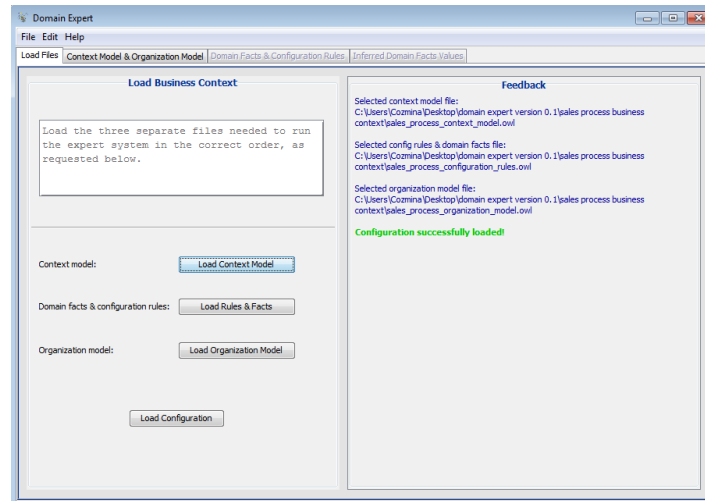 Domain Expert
File Edit Help
Load Files Context Model & Organization Model Domain Facts & Configuration Rules Inferred Domain Facts Values
Load Business Context
Load the three separate files needed to run
the expert system in the correct order, as
requested below.
Context model: Load Context Model
Domain facts & configuration rules: Load Rules & Facts
Organization model: Load Organization Model
Load Configuration
Feedback
Selected context model file:
C:\Users\Cozmina\Desktop\domain expert version 0.1\sales process business
context\sales_process_context_model.owl
Selected config rules & domain facts file:
C:\Users\Cozmina\Desktop\domain expert version 0.1\sales process business
context\sales_process_configuration_rules.owl
Selected organization model file:
C:\Users\Cozmina\Desktop\domain expert version 0.1\sales process business
context\sales_process_organization_model.owl
Configuration successfully loaded!